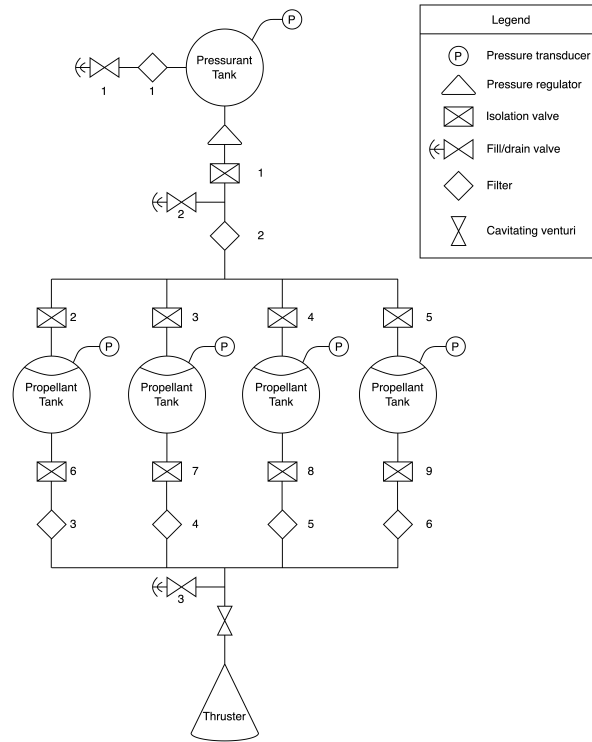 P
Pressurant
Tank
1
1
1
2
2
2
3
4
5
P
P
P
P
Propellant
Tank
Propellant
Tank
Propellant
Tank
Propellant
Tank
6
7
8
9
3
4
5
6
3
Thruster
Legend
P
Pressure transducer
Pressure regulator
Isolation valve
Fill/drain valve
Filter
Cavitating venturi